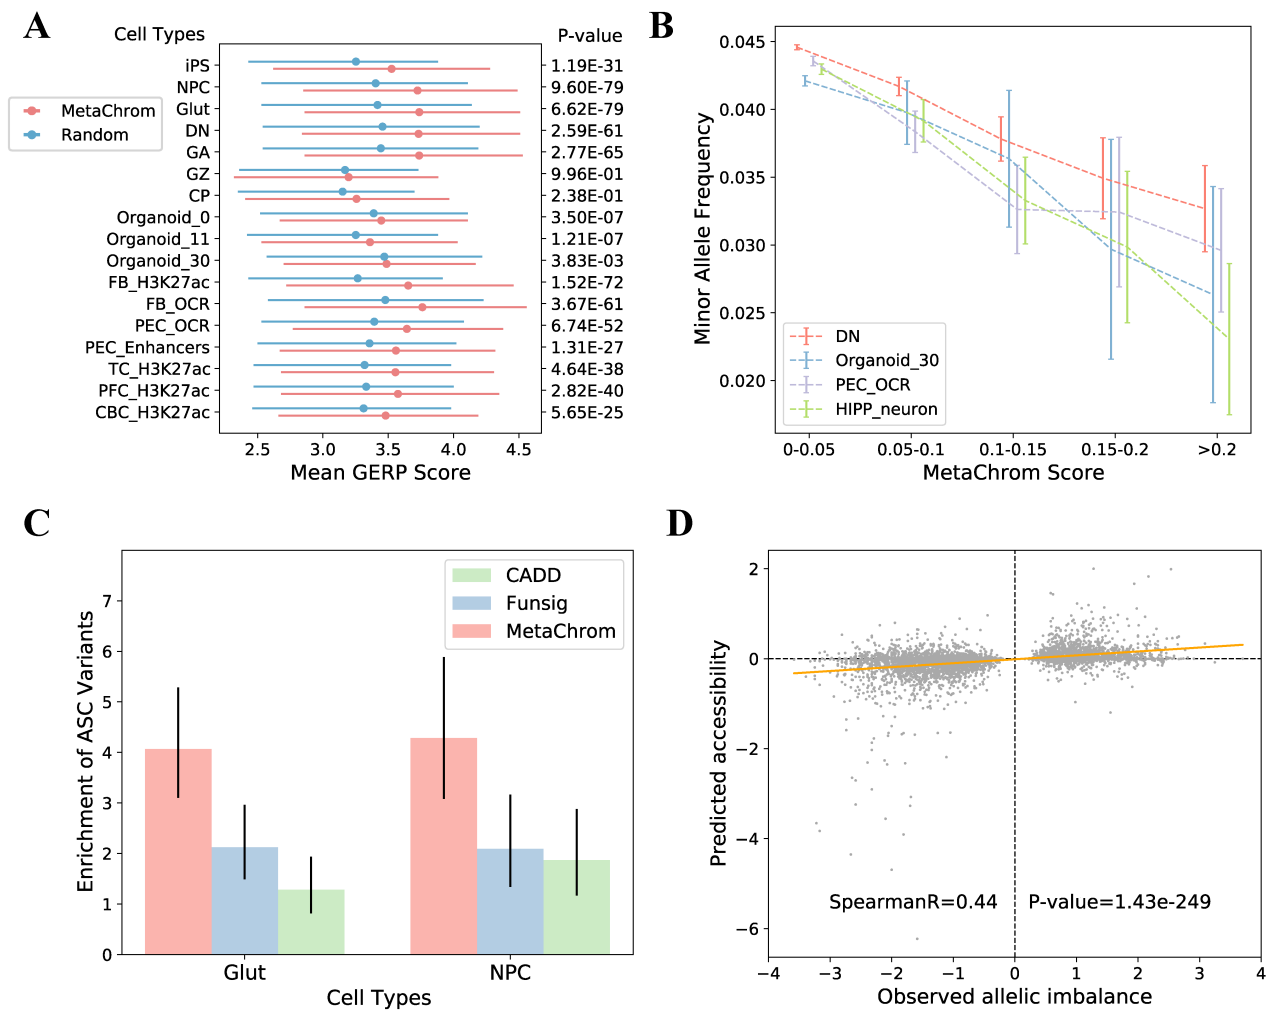 A
Cell Types
P-value
MetaChrom
Random
iPS 1.19E-31
NPC 9.60E-79
Glut 6.62E-79
DN 2.59E-61
GA 2.77E-65
GZ 9.96E-01
CP 2.38E-01
Organoid_0 3.50E-07
Organoid_11 1.21E-07
Organoid_30 3.83E-03
FB_H3K27ac 1.52E-72
FB_OCR 3.67E-61
PEC_OCR 6.74E-52
PEC_Enhancers 1.31E-27
TC_H3K27ac 4.64E-38
PFC_H3K27ac 2.82E-40
CBC_H3K27ac 5.65E-25
2.5 3.0 3.5 4.0 4.5
Mean GERP Score
B
Minor Allele Frequency
0.045
0.040
0.035
0.030
0.025
0.020
DN
Organoid_30
PEC_OCR
HIPP_neuron
0-0.05 0.05-0.1 0.1-0.15 0.15-0.2 >0.2
MetaChrom Score
C
Enrichment of ASC Variants
7
6
5
4
3
2
1
0
CADD
Funsig
MetaChrom
Glut NPC
Cell Types
D
Predicted accessibility
2
0
−2
−4
−6
SpearmanR=0.44 P-value=1.43e-249
−4 −3 −2 −1 0 1 2 3 4
Observed allelic imbalance